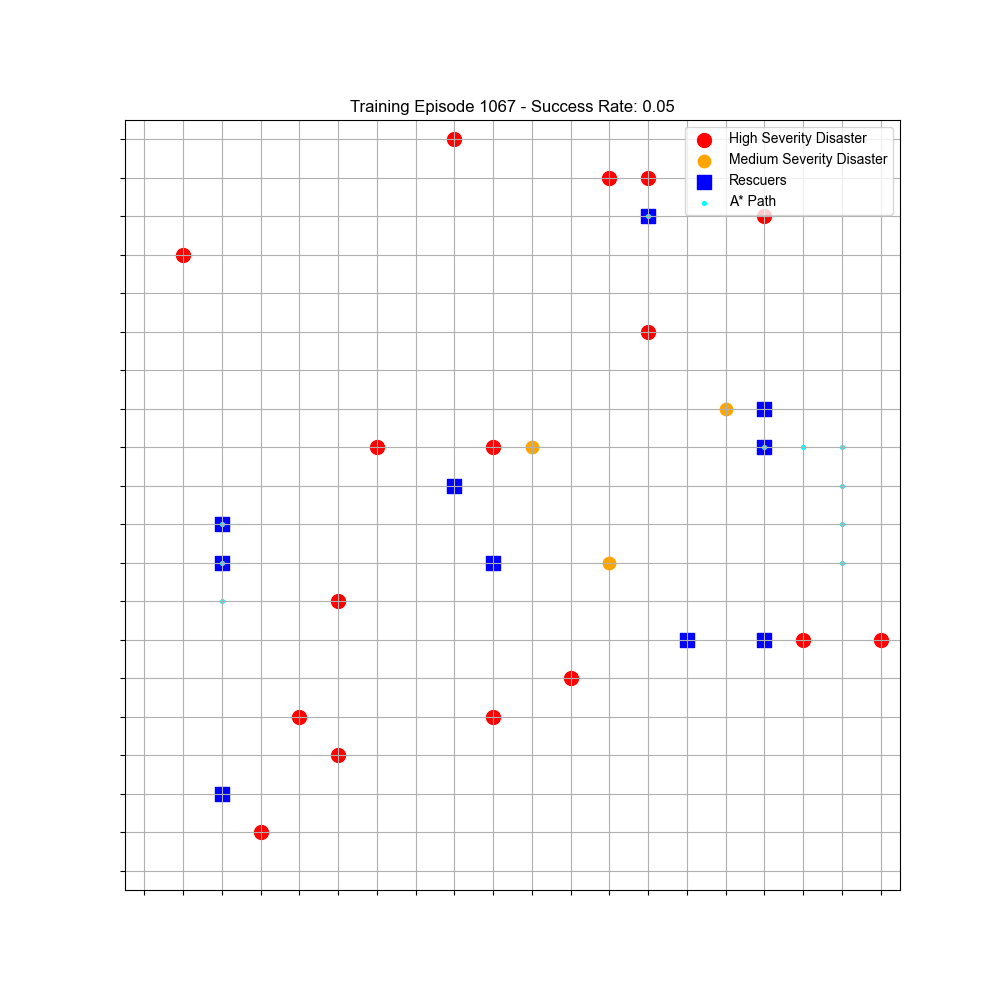 Training Episode 1067 - Success Rate: 0.05
High Severity Disaster
Medium Severity Disaster
Rescuers
A* Path